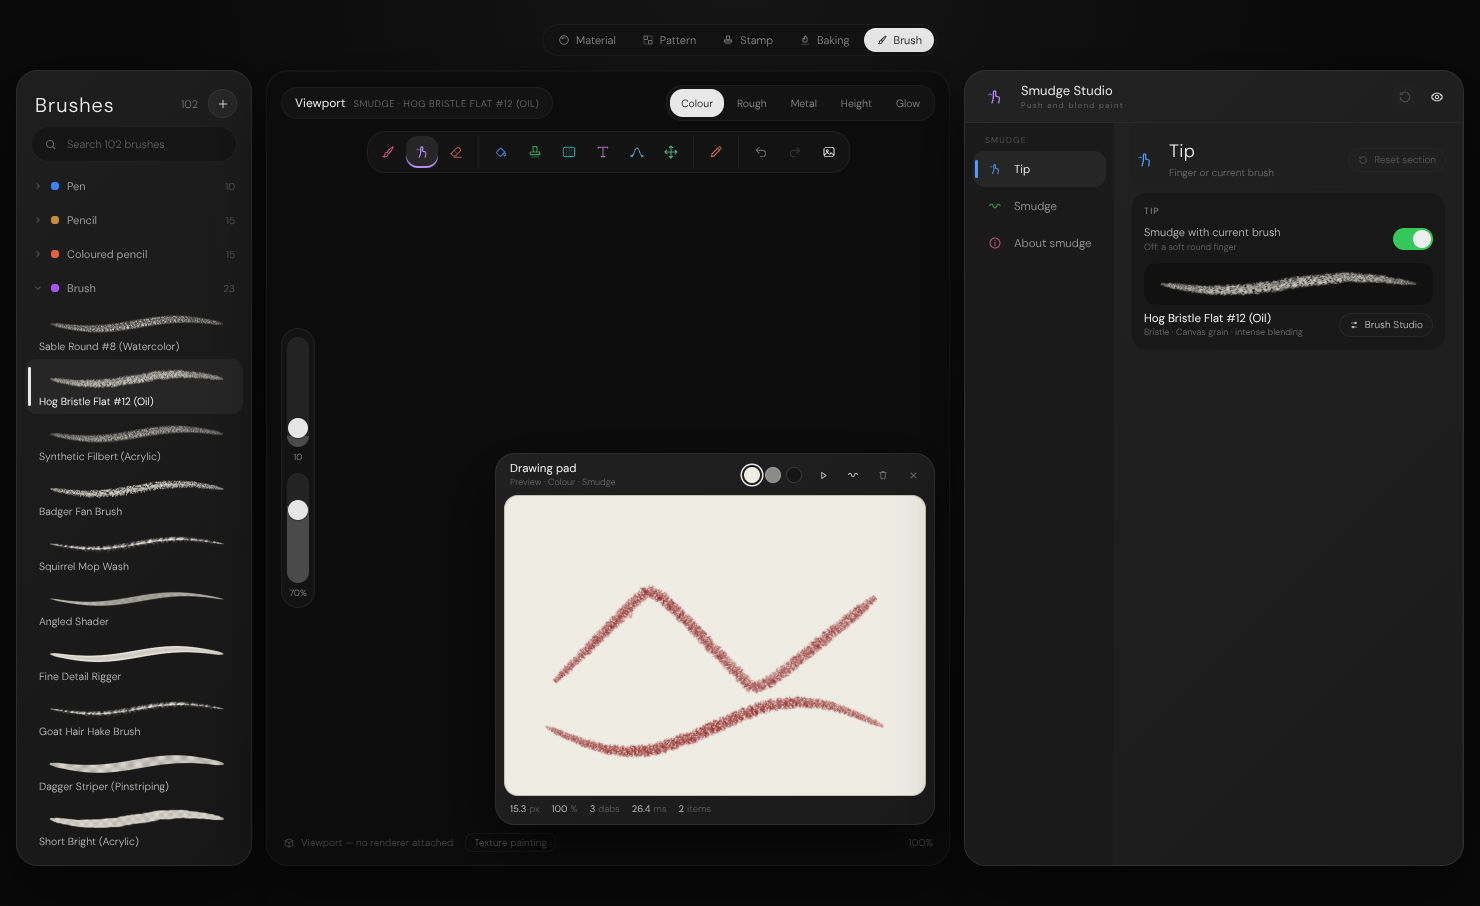 Material
Pattern
Stamp
Baking
Brush
Brushes
102
Search 102 brushes
Pen
10
Pencil
15
Coloured pencil
15
Brush
23
Sable Round #8 (Watercolor)
Hog Bristle Flat #12 (Oil)
Synthetic Filbert (Acrylic)
Badger Fan Brush
Squirrel Mop Wash
Angled Shader
Fine Detail Rigger
Goat Hair Hake Brush
Dagger Striper (Pinstriping)
Short Bright (Acrylic)
Viewport
SMUDGE · HOG BRISTLE FLAT #12 (OIL)
Colour
Rough
Metal
Height
Glow
10
70%
Drawing pad
Preview · Colour · Smudge
15.3 px
100 %
3 dabs
26.4 ms
2 items
Viewport — no renderer attached
Texture painting
100%
Smudge Studio
Push and blend paint
SMUDGE
Tip
Smudge
About smudge
Tip
Finger or current brush
Reset section
TIP
Smudge with current brush
Off: a soft round finger
Hog Bristle Flat #12 (Oil)
Bristle · Canvas grain · intense blending
Brush Studio